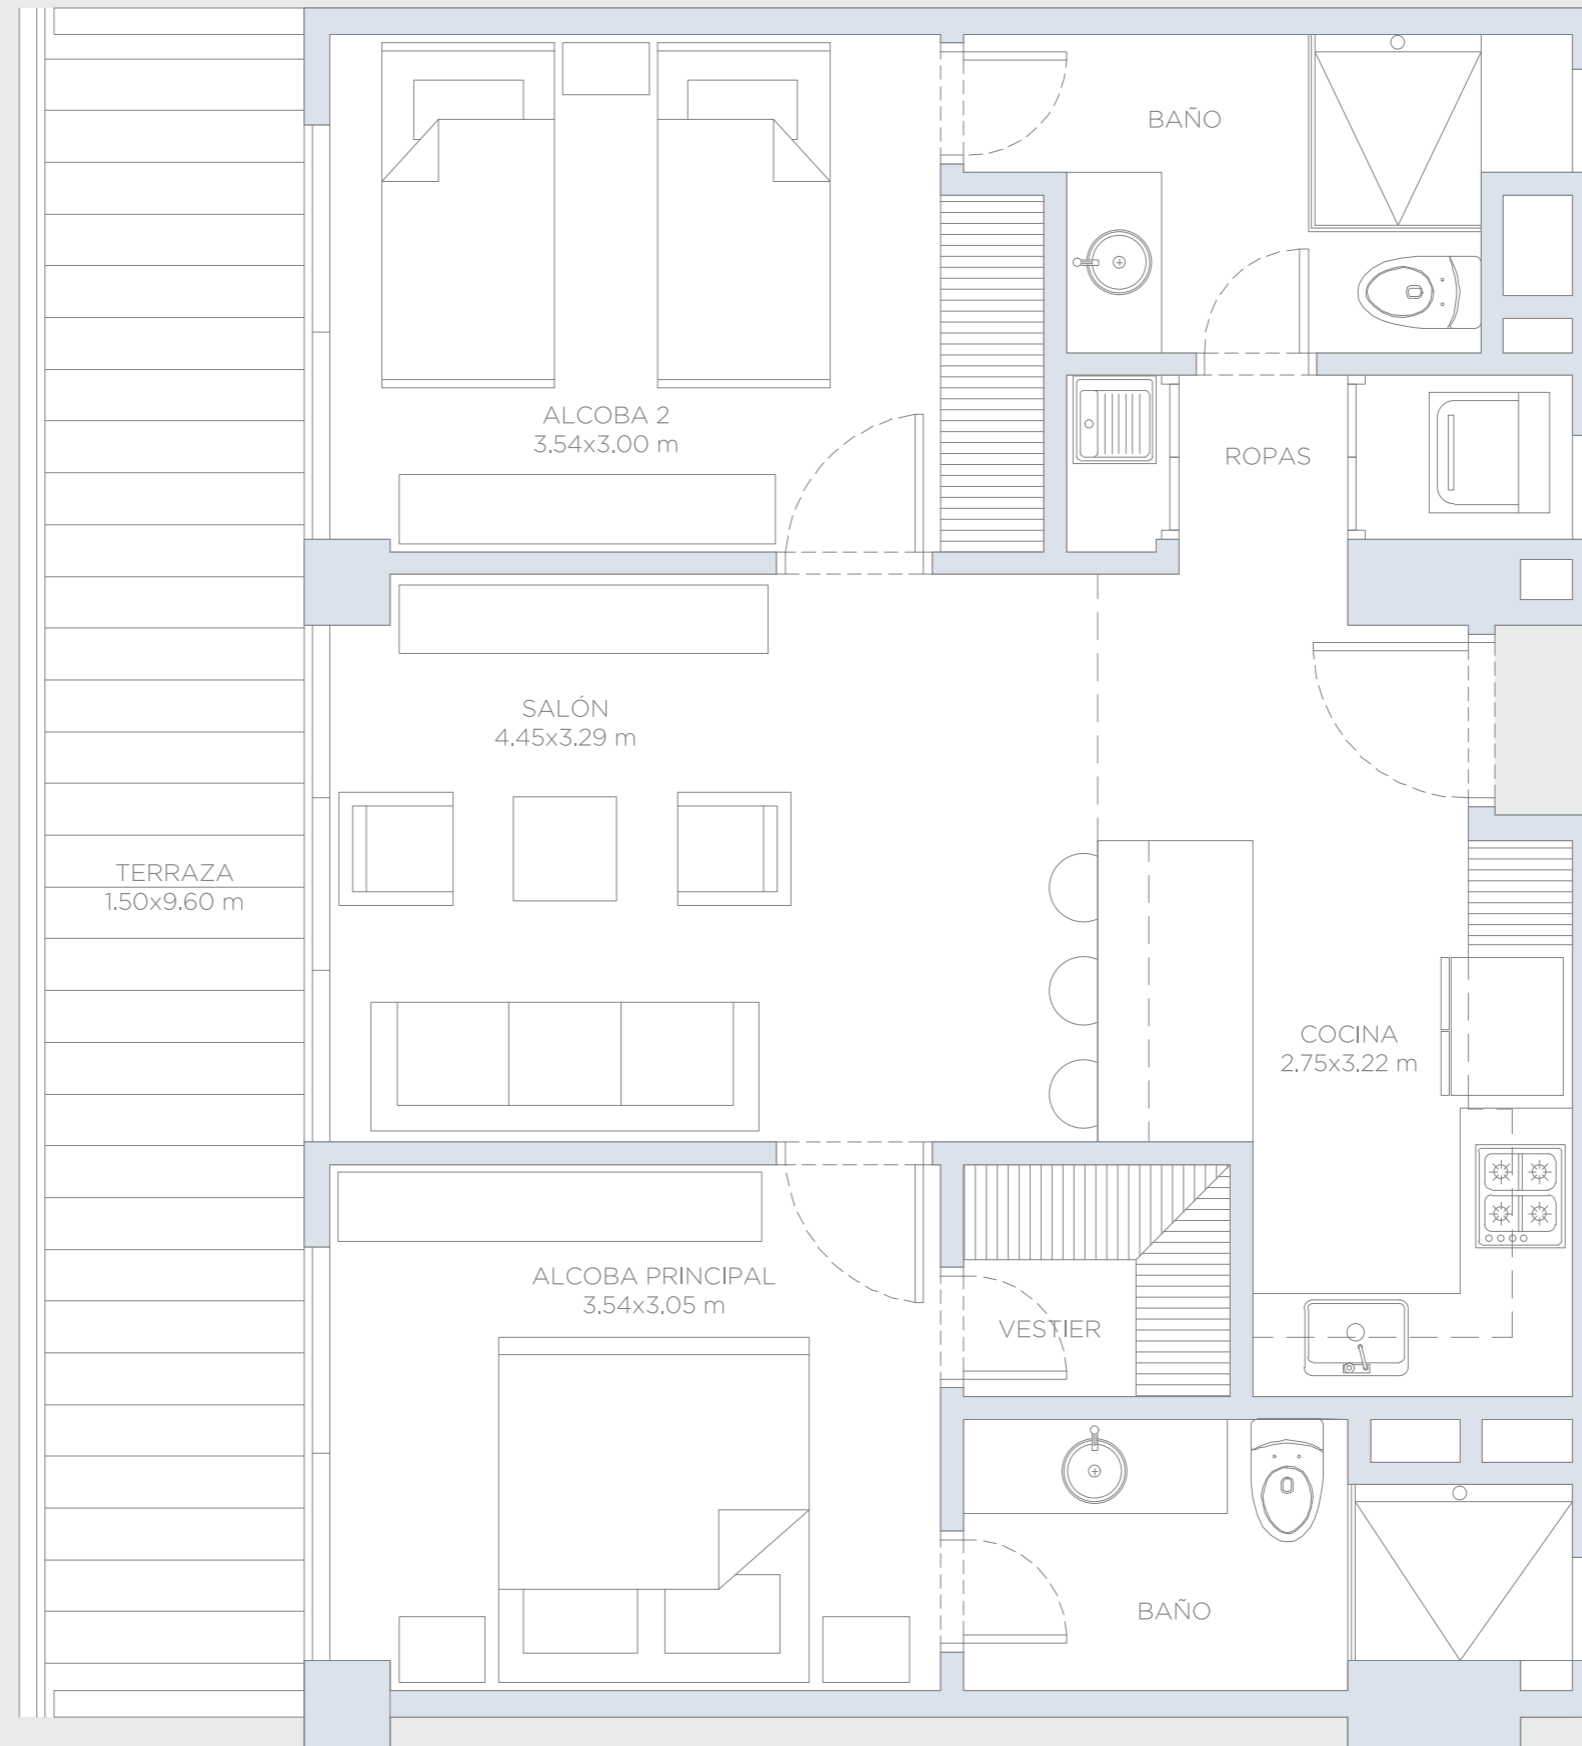 BAÑO
ALCOBA 2
3.54x3.00 m
ROPAS
SALÓN
4.45x3.29 m
TERRAZA
1.50x9.60 m
COCINA
2.75x3.22 m
ALCOBA PRINCIPAL
3.54x3.05 m
VESTIER
BAÑO